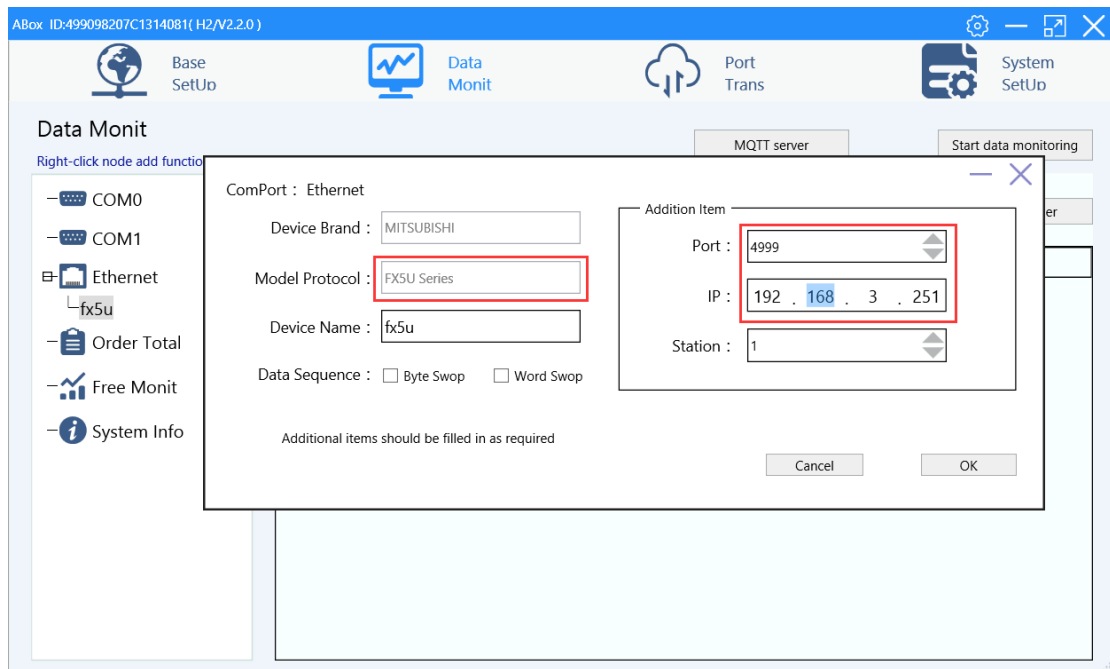 ABox ID:499098207C1314081( H2/V2.2.0 )
Base SetUp
Data Monit
Port Trans
System SetUp
Data Monit
MQTT server
Start data monitoring
Right-click node add functio
COM0
COM1
Ethernet
fx5u
Order Total
Free Monit
System Info
er
ComPort : Ethernet
Device Brand : MITSUBISHI
Model Protocol : FX5U Series
Device Name : fx5u
Data Sequence : Byte Swop Word Swop
Additional items should be filled in as required
Addition Item
Port : 4999
IP : 192 . 168 . 3 . 251
Station : 1
Cancel
OK